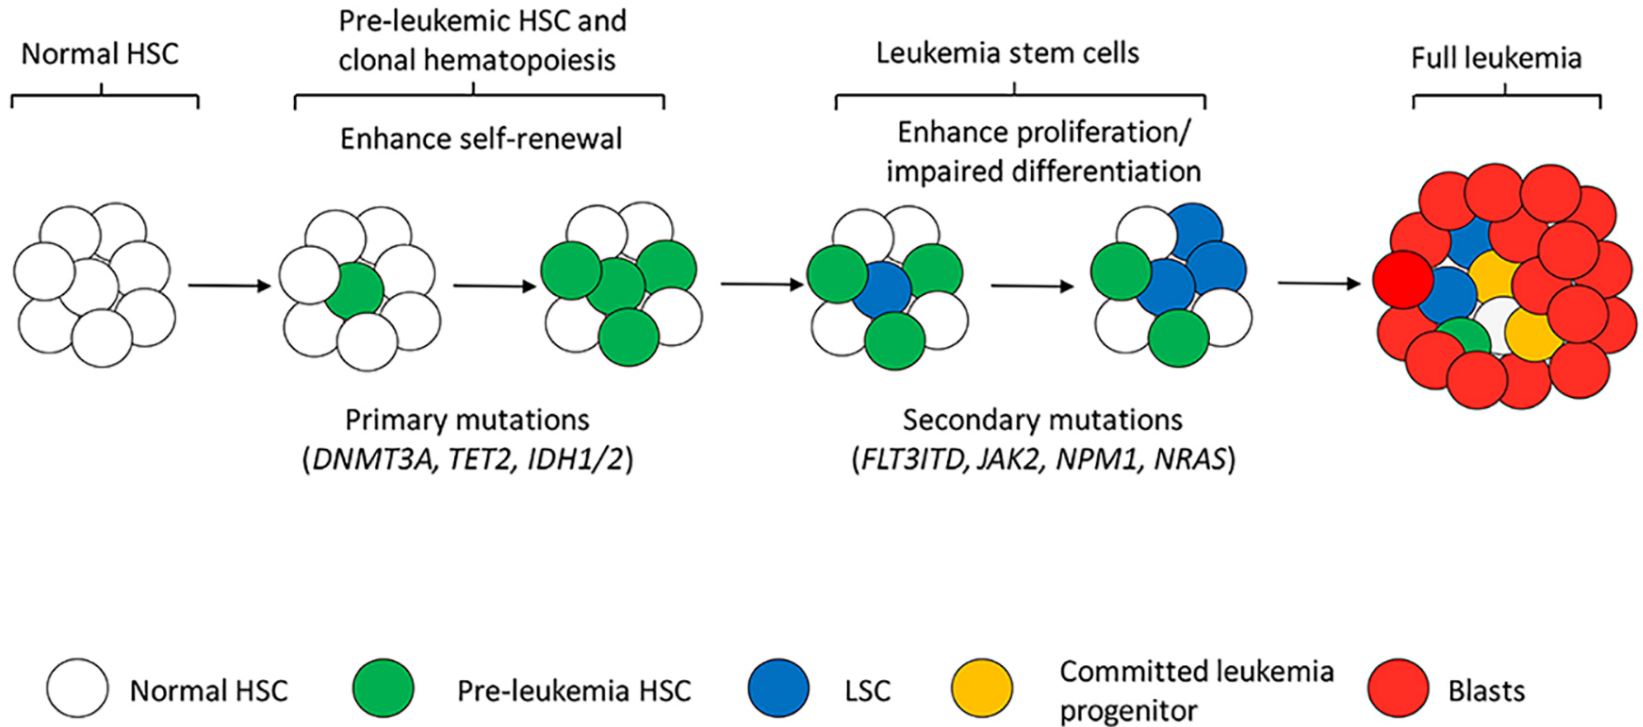 Normal HSC
Pre-leukemic HSC and
clonal hematopoiesis
Leukemia stem cells
Full leukemia
Enhance self-renewal
Enhance proliferation/
impaired differentiation
Primary mutations
(DNMT3A, TET2, IDH1/2)
Secondary mutations
(FLT3ITD, JAK2, NPM1, NRAS)
Normal HSC
Pre-leukemia HSC
LSC
Committed leukemia
progenitor
Blasts